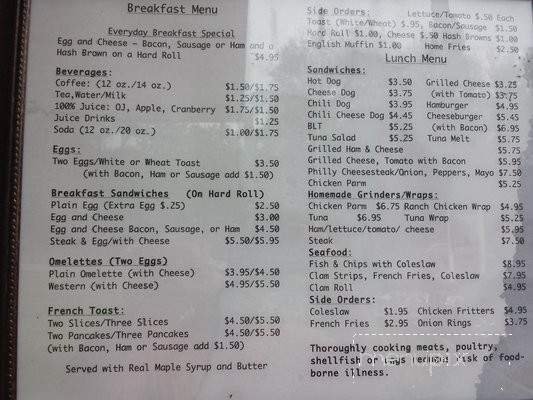 Breakfast Menu
Everyday Breakfast Special
Egg and Cheese - Bacon, Sausage or Ham and a
Hash Brown on a Hard Roll $4.95
Beverages:
Coffee: (12 oz./14 oz.) $1.50/$1.75
Tea,Water/Milk $1.25/$1.50
100% Juice: OJ, Apple, Cranberry $1.75/$1.50
Juice Drinks $1.25
Soda (12 oz./20 oz.) $1.00/$1.75
Eggs:
Two Eggs/White or Wheat Toast $3.50
(with Bacon, Ham or Sausage add $1.50)
Breakfast Sandwiches (On Hard Roll)
Plain Egg (Extra Egg $.25) $2.50
Egg and Cheese $3.00
Egg and Cheese Bacon, Sausage, or Ham $4.50
Steak & Egg/with Cheese $5.50/$5.95
Omelettes (Two Eggs)
Plain Omelette (with Cheese) $3.95/$4.50
Western (with Cheese) $4.95/$5.50
French Toast:
Two Slices/Three Slices $4.50/$5.50
Two Pancakes/Three Pancakes $4.50/$5.50
(with Bacon, Ham or Sausage add $1.50)
Served with Real Maple Syrup and Butter
Side Orders: Lettuce/Tomato $.50 Each
Toast (White/Wheat) $.95, Bacon/Sausage $1.50
Hard Roll $1.00, Cheese $.50 Hash Browns $1.00
English Muffin $1.00 Home Fries $2.50
Lunch Menu
Sandwiches:
Hot Dog $3.50 Grilled Cheese $3.25
Cheese Dog $3.75 (with Tomato) $3.75
Chili Dog $3.95 Hamburger $4.95
Chili Cheese Dog $4.45 Cheeseburger $5.45
BLT $5.25 (with Bacon) $6.95
Tuna Salad $5.25 Tuna Melt $5.75
Grilled Ham & Cheese $5.75
Grilled Cheese, Tomato with Bacon $5.95
Philly Cheesesteak/Onion, Peppers, Mayo $7.50
Chicken Parm $5.25
Homemade Grinders/Wraps:
Chicken Parm $6.75 Ranch Chicken Wrap $4.95
Tuna $6.95 Tuna Wrap $5.25
Ham/lettuce/tomato/ cheese $5.95
Steak $7.50
Seafood:
Fish & Chips with Coleslaw $8.95
Clam Strips, French Fries, Coleslaw $7.95
Clam Roll $4.95
Side Orders:
Coleslaw $1.95 Chicken Fritters $4.95
French Fries $2.95 Onion Rings $3.75
Thoroughly cooking meats, poultry,
shellfish or eggs reduces risk of food-
borne illness.